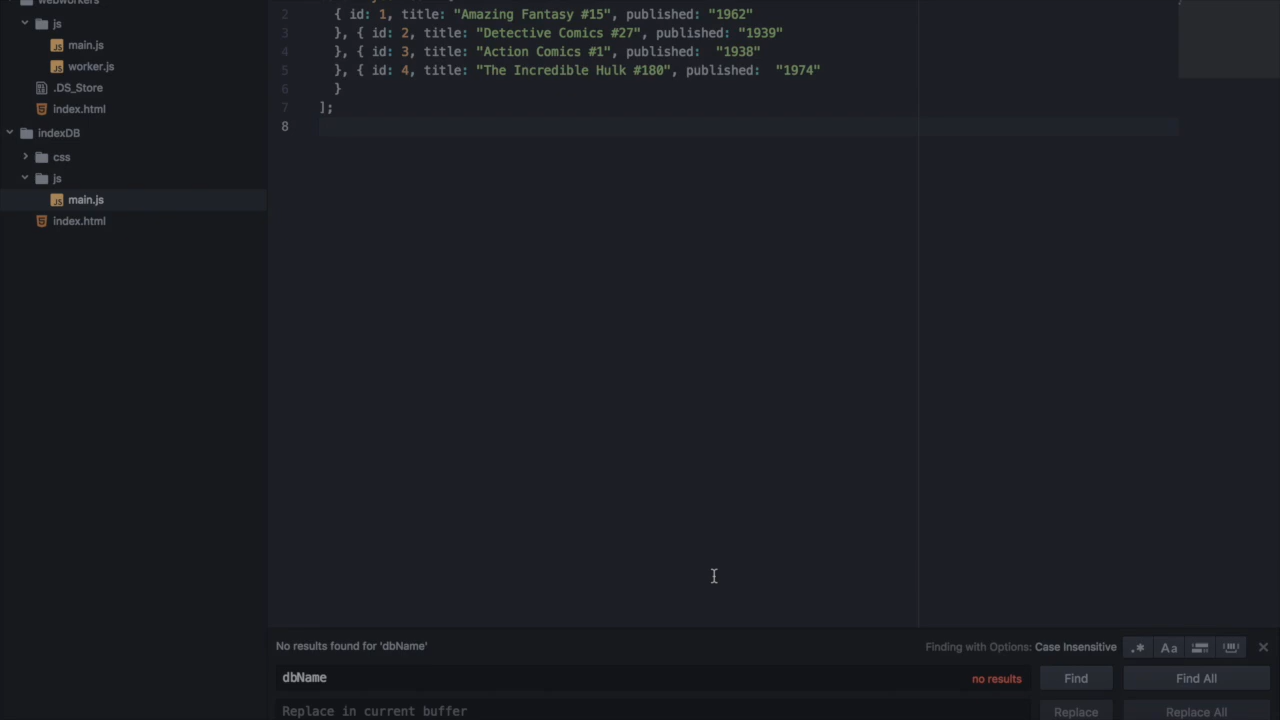 webworkers
js
main.js
worker.js
.DS_Store
index.html
indexDB
css
js
main.js
index.html
2 { id: 1, title: "Amazing Fantasy #15", published: "1962"
3 }, { id: 2, title: "Detective Comics #27", published: "1939"
4 }, { id: 3, title: "Action Comics #1", published:  "1938"
5 }, { id: 4, title: "The Incredible Hulk #180", published:  "1974"
6 }
7 ];
8
No results found for 'dbName'
Finding with Options: Case Insensitive
.* Aa
dbName
no results
Find
Find All
Replace in current buffer
Replace
Replace All